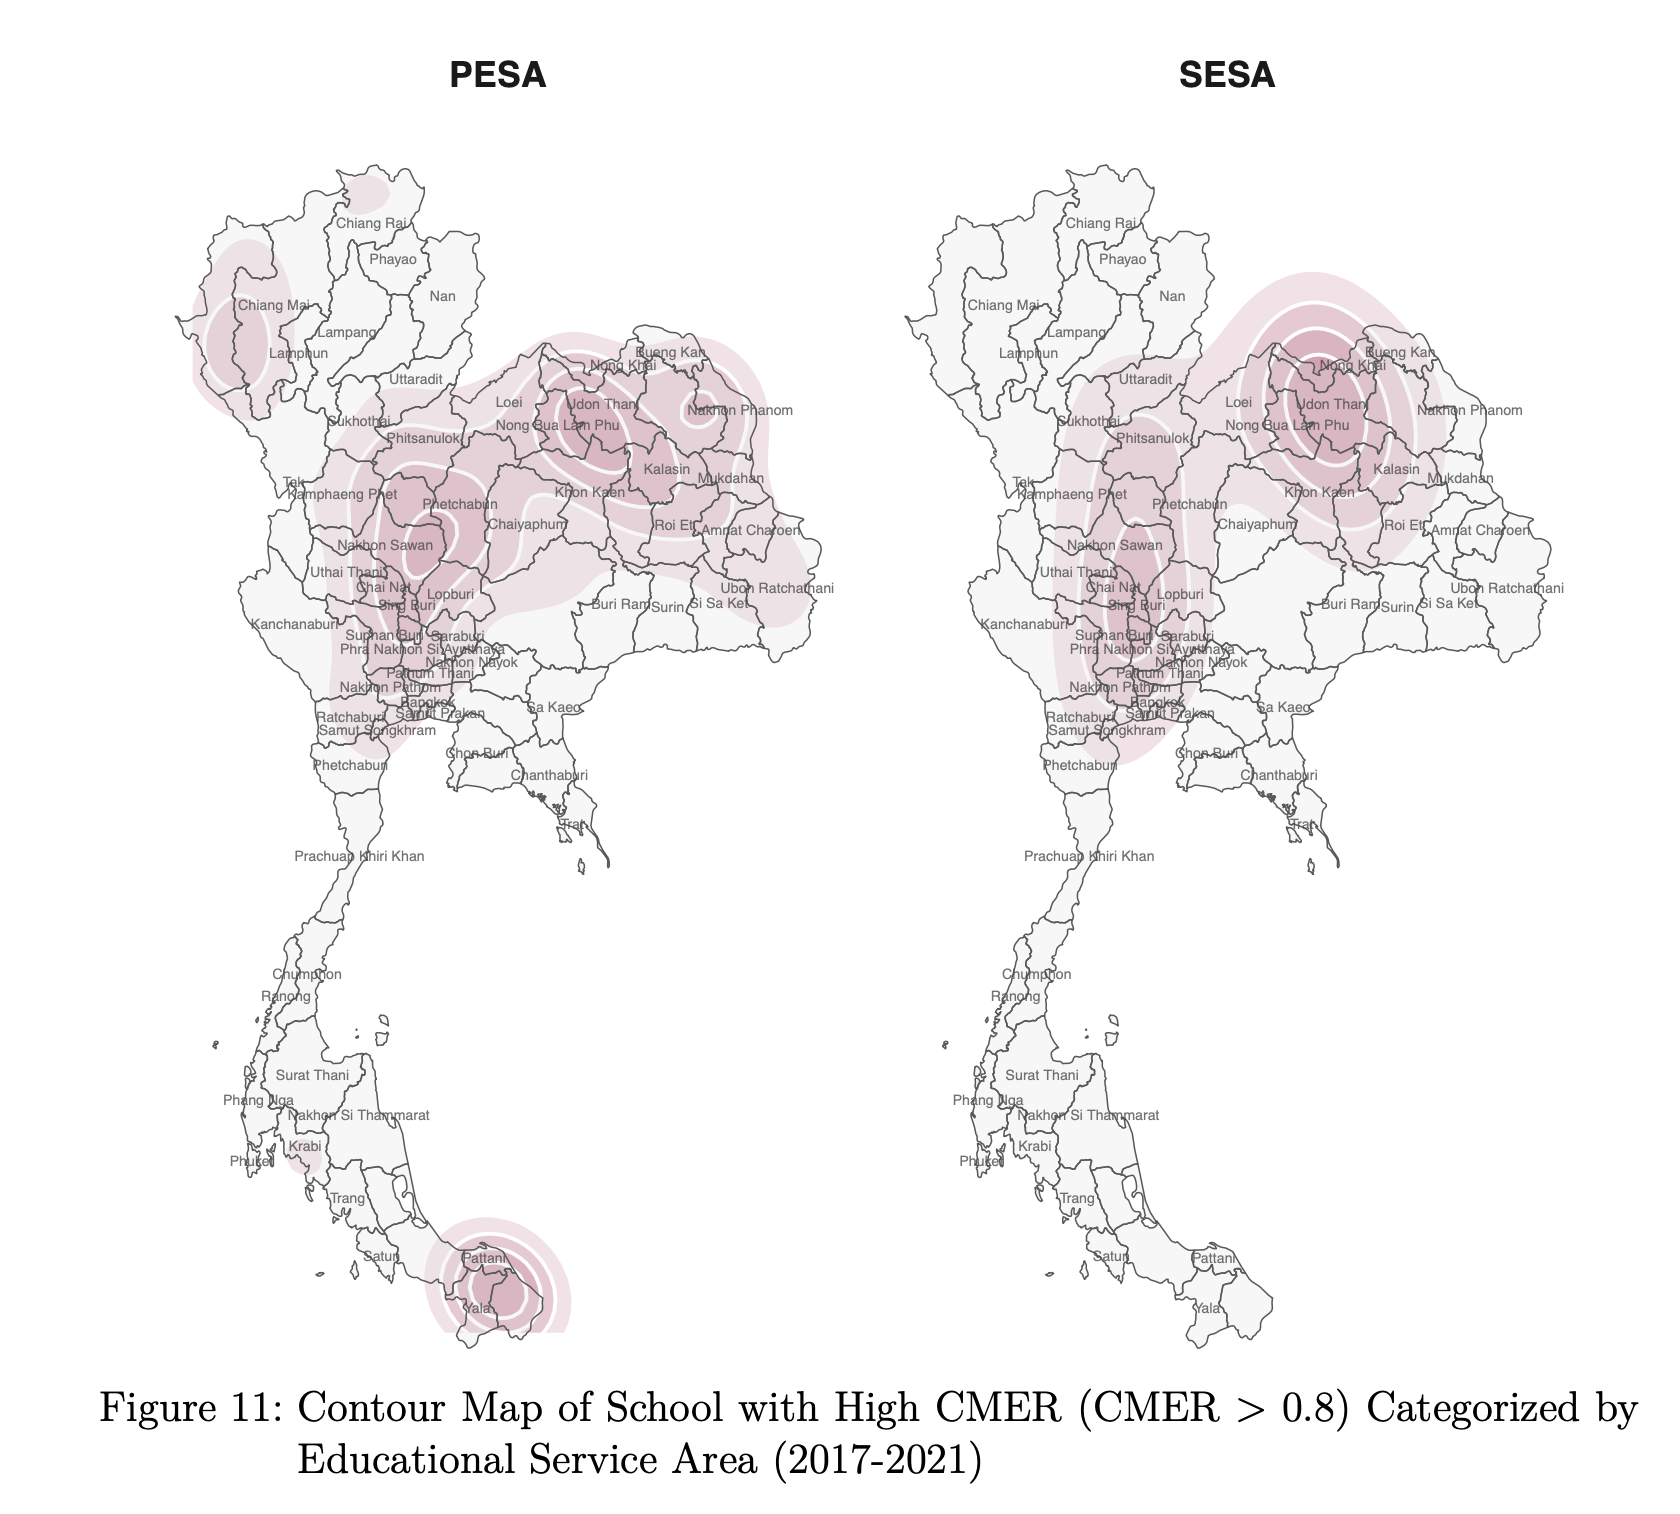 PESA
SESA
Chiang Rai
Phayao
Nan
Chiang Mai
Lampang
Lamphun
Bueng Kan
Nong Khai
Uttaradit
Loei
Udon Thani
Nakhon Phanom
Sukhothai
Nong Bua Lam Phu
Phitsanulok
Kalasin
Mukdahan
Tak
Kamphaeng Phet
Khon Kaen
Phetchabun
Chaiyaphum
Roi Et
Amnat Charoen
Nakhon Sawan
Uthai Thani
Chai Nat
Lopburi
Ubon Ratchathani
Sing Buri
Buri Ram
Surin
Si Sa Ket
Kanchanaburi
Suphan Buri
Saraburi
Phra Nakhon Si Ayutthaya
Nakhon Nayok
Pathum Thani
Nakhon Pathom
Bangkok
Sa Kaeo
Ratchaburi
Samut Prakan
Samut Songkhram
Chon Buri
Phetchaburi
Chanthaburi
Trat
Prachuap Khiri Khan
Chumphon
Ranong
Surat Thani
Phang Nga
Nakhon Si Thammarat
Krabi
Phuket
Trang
Satun
Pattani
Yala
Chiang Rai
Phayao
Nan
Chiang Mai
Lampang
Lamphun
Bueng Kan
Nong Khai
Uttaradit
Loei
Udon Thani
Nakhon Phanom
Sukhothai
Nong Bua Lam Phu
Phitsanulok
Kalasin
Mukdahan
Tak
Kamphaeng Phet
Khon Kaen
Phetchabun
Chaiyaphum
Roi Et
Amnat Charoen
Nakhon Sawan
Uthai Thani
Chai Nat
Lopburi
Ubon Ratchathani
Sing Buri
Buri Ram
Surin
Si Sa Ket
Kanchanaburi
Suphan Buri
Saraburi
Phra Nakhon Si Ayutthaya
Nakhon Nayok
Pathum Thani
Nakhon Pathom
Bangkok
Sa Kaeo
Ratchaburi
Samut Prakan
Samut Songkhram
Chon Buri
Phetchaburi
Chanthaburi
Trat
Prachuap Khiri Khan
Chumphon
Ranong
Surat Thani
Phang Nga
Nakhon Si Thammarat
Krabi
Phuket
Trang
Satun
Pattani
Yala
Figure 11: Contour Map of School with High CMER (CMER > 0.8) Categorized by
Educational Service Area (2017-2021)